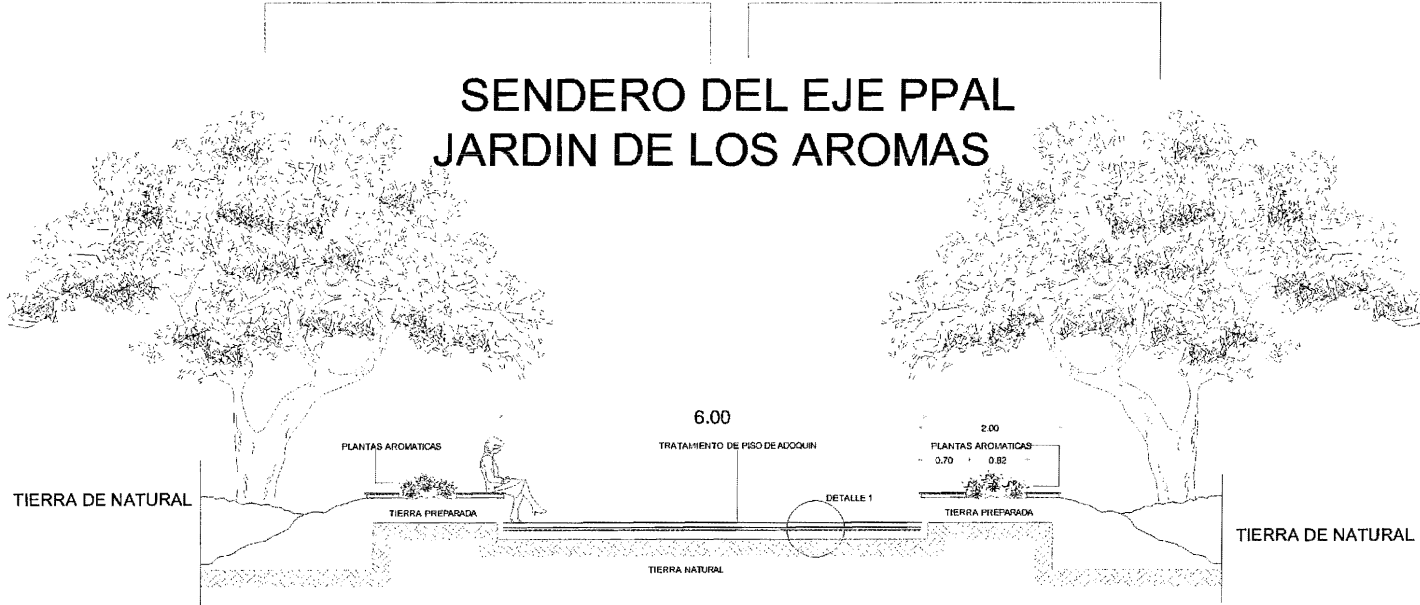 SENDERO DEL EJE PPAL
JARDIN DE LOS AROMAS
6.00
2.00
PLANTAS AROMATICAS
TRATAMIENTO DE PISO DE ADOQUIN
PLANTAS AROMATICAS
0.70
0.82
TIERRA DE NATURAL
DETALLE 1
TIERRA PREPARADA
TIERRA PREPARADA
TIERRA DE NATURAL
TIERRA NATURAL